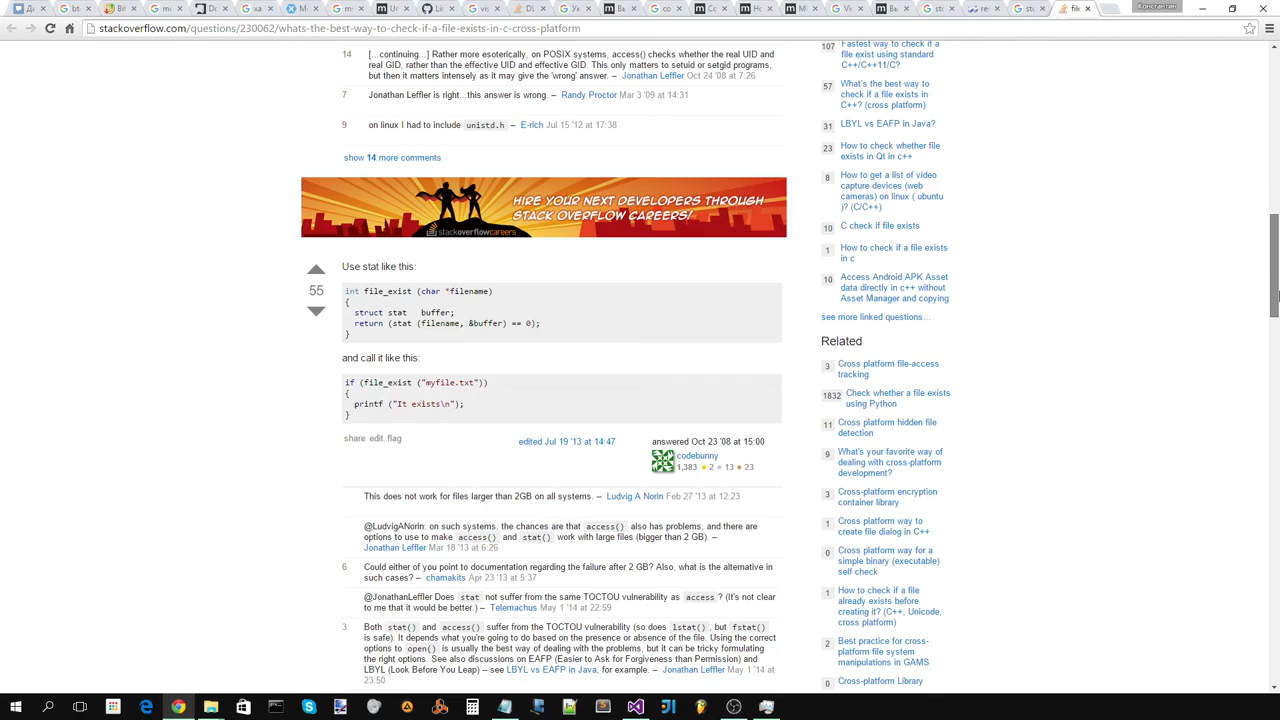 Константин
stackoverflow.com/questions/230062/whats-the-best-way-to-check-if-a-file-exists-in-c-cross-platform
14
[...continuing...] Rather more esoterically, on POSIX systems, access() checks whether the real UID and
real GID, rather than the effective UID and effective GID. This only matters to setuid or setgid programs,
but then it matters intensely as it may give the 'wrong' answer. – Jonathan Leffler Oct 24 '08 at 7:26
7 Jonathan Leffler is right...this answer is wrong. – Randy Proctor Mar 3 '09 at 14:31
9 on linux I had to include unistd.h – E-rich Jul 15 '12 at 17:38
show 14 more comments
HIRE YOUR NEXT DEVELOPERS THROUGH
STACK OVERFLOW CAREERS!
stackoverflowcareers
Use stat like this:
55
int file_exist (char *filename)
{
struct stat buffer;
return (stat (filename, &buffer) == 0);
}
and call it like this:
if (file_exist ("myfile.txt"))
{
printf ("It exists\n");
}
share edit flag
edited Jul 19 '13 at 14:47
answered Oct 23 '08 at 15:00
codebunny
1,383 2 13 23
This does not work for files larger than 2GB on all systems. – Ludvig A Norin Feb 27 '13 at 12:23
@LudvigANorin: on such systems, the chances are that access() also has problems, and there are
options to use to make access() and stat() work with large files (bigger than 2 GB). –
Jonathan Leffler Mar 18 '13 at 6:26
6 Could either of you point to documentation regarding the failure after 2 GB? Also, what is the alternative in
such cases? – chamakits Apr 23 '13 at 5:37
@JonathanLeffler Does stat not suffer from the same TOCTOU vulnerability as access ? (It's not clear
to me that it would be better.) – Telemachus May 1 '14 at 22:59
3 Both stat() and access() suffer from the TOCTOU vulnerability (so does lstat(), but fstat()
is safe). It depends what you're going to do based on the presence or absence of the file. Using the correct
options to open() is usually the best way of dealing with the problems, but it can be tricky formulating
the right options. See also discussions on EAFP (Easier to Ask for Forgiveness than Permission) and
LBYL (Look Before You Leap) -- see LBYL vs EAFP in Java, for example. – Jonathan Leffler May 1 '14 at
23:50
107 Fastest way to check if a
file exist using standard
C++/C++11/C?
57 What's the best way to
check if a file exists in
C++? (cross platform)
31 LBYL vs EAFP in Java?
23 How to check whether file
exists in Qt in c++
8 How to get a list of video
capture devices (web
cameras) on linux ( ubuntu
)? (C/C++)
10 C check if file exists
1 How to check if a file exists
in c
10 Access Android APK Asset
data directly in c++ without
Asset Manager and copying
see more linked questions…
Related
3 Cross platform file-access
tracking
1832 Check whether a file exists
using Python
11 Cross platform hidden file
detection
9 What's your favorite way of
dealing with cross-platform
development?
3 Cross-platform encryption
container library
1 Cross platform way to
create file dialog in C++
0 Cross platform way for a
simple binary (executable)
self check
1 How to check if a file
already exists before
creating it? (C++, Unicode,
cross platform)
2 Best practice for cross-
platform file system
manipulations in GAMS
0 Cross-platform Library